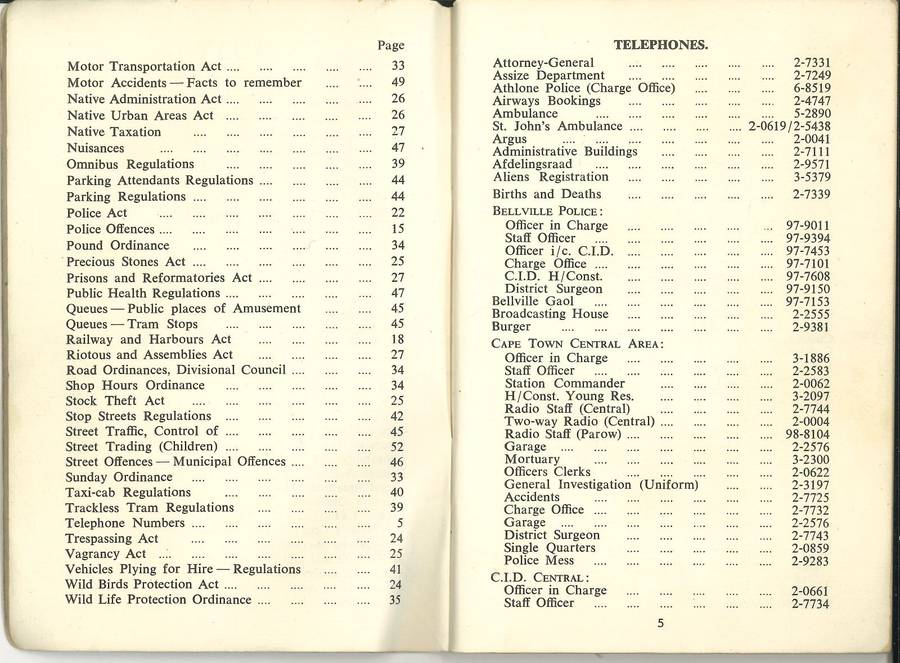 Page
Motor Transportation Act .... .... .... .... .... 33
Motor Accidents — Facts to remember .... .... 49
Native Administration Act .... .... .... .... .... 26
Native Urban Areas Act .... .... .... .... .... 26
Native Taxation .... .... .... .... .... .... 27
Nuisances .... .... .... .... .... .... .... 47
Omnibus Regulations .... .... .... .... .... 39
Parking Attendants Regulations .... .... .... .... 44
Parking Regulations .... .... .... .... .... .... 44
Police Act .... .... .... .... .... .... .... 22
Police Offences .... .... .... .... .... .... .... 15
Pound Ordinance .... .... .... .... .... .... 34
Precious Stones Act .... .... .... .... .... .... 25
Prisons and Reformatories Act .... .... .... .... 27
Public Health Regulations .... .... .... .... .... 47
Queues — Public places of Amusement .... .... 45
Queues — Tram Stops .... .... .... .... .... 45
Railway and Harbours Act .... .... .... .... 18
Riotous and Assemblies Act .... .... .... .... 27
Road Ordinances, Divisional Council .... .... .... 34
Shop Hours Ordinance .... .... .... .... .... 34
Stock Theft Act .... .... .... .... .... .... 25
Stop Streets Regulations .... .... .... .... .... 42
Street Traffic, Control of .... .... .... .... .... 45
Street Trading (Children) .... .... .... .... .... 52
Street Offences — Municipal Offences .... .... .... 46
Sunday Ordinance .... .... .... .... .... .... 33
Taxi-cab Regulations .... .... .... .... .... 40
Trackless Tram Regulations .... .... .... .... 39
Telephone Numbers .... .... .... .... .... .... 5
Trespassing Act .... .... .... .... .... .... 24
Vagrancy Act .... .... .... .... .... .... .... 25
Vehicles Plying for Hire — Regulations .... .... 41
Wild Birds Protection Act .... .... .... .... .... 24
Wild Life Protection Ordinance .... .... .... .... 35
TELEPHONES.
Attorney-General .... .... .... .... .... 2-7331
Assize Department .... .... .... .... .... 2-7249
Athlone Police (Charge Office) .... .... .... 6-8519
Airways Bookings .... .... .... .... .... 2-4747
Ambulance .... .... .... .... .... .... 5-2890
St. John's Ambulance .... .... .... .... 2-0619/2-5438
Argus .... .... .... .... .... .... 2-0041
Administrative Buildings .... .... .... .... 2-7111
Afdelingsraad .... .... .... .... .... .... 2-9571
Aliens Registration .... .... .... .... .... 3-5379
Births and Deaths .... .... .... .... .... 2-7339
BELLVILLE POLICE:
Officer in Charge .... .... .... .... ... 97-9011
Staff Officer .... .... .... .... .... .... 97-9394
Officer i/c. C.I.D. .... .... .... .... .... 97-7453
Charge Office .... .... .... .... .... .... 97-7101
C.I.D. H/Const. .... .... .... .... .... 97-7608
District Surgeon .... .... .... .... .... 97-9150
Bellville Gaol .... .... .... .... .... .... 97-7153
Broadcasting House .... .... .... .... .... 2-2555
Burger .... .... .... .... .... .... 2-9381
CAPE TOWN CENTRAL AREA:
Officer in Charge .... .... .... .... .... 3-1886
Staff Officer .... .... .... .... .... .... 2-2583
Station Commander .... .... .... .... 2-0062
H/Const. Young Res. .... .... .... .... 3-2097
Radio Staff (Central) .... .... .... .... 2-7744
Two-way Radio (Central) .... .... .... .... 2-0004
Radio Staff (Parow) .... .... .... .... .... 98-8104
Garage .... .... .... .... .... .... 2-2576
Mortuary .... .... .... .... .... .... 3-2300
Officers Clerks .... .... .... .... .... 2-0622
General Investigation (Uniform) .... .... 2-3197
Accidents .... .... .... .... .... .... 2-7725
Charge Office .... .... .... .... .... .... 2-7732
Garage .... .... .... .... .... .... 2-2576
District Surgeon .... .... .... .... .... 2-7743
Single Quarters .... .... .... .... .... 2-0859
Police Mess .... .... .... .... .... .... 2-9283
C.I.D. CENTRAL:
Officer in Charge .... .... .... .... .... 2-0661
Staff Officer .... .... .... .... .... .... 2-7734
5